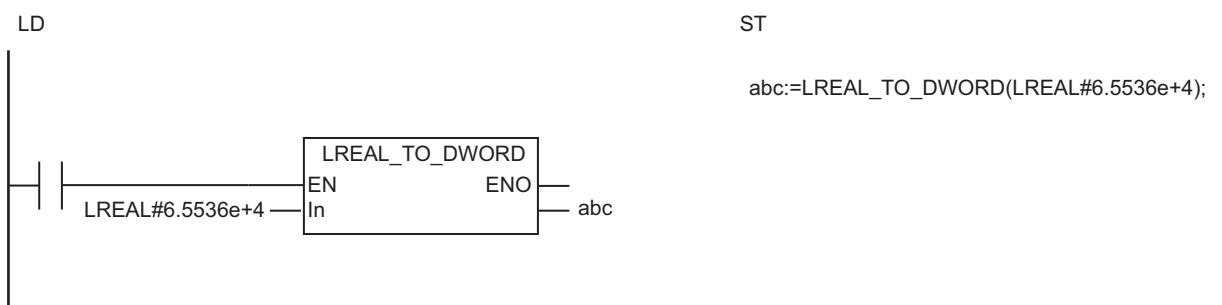 LD
ST
abc:=LREAL_TO_DWORD(LREAL#6.5536e+4);
LREAL_TO_DWORD
EN ENO
LREAL#6.5536e+4 In abc